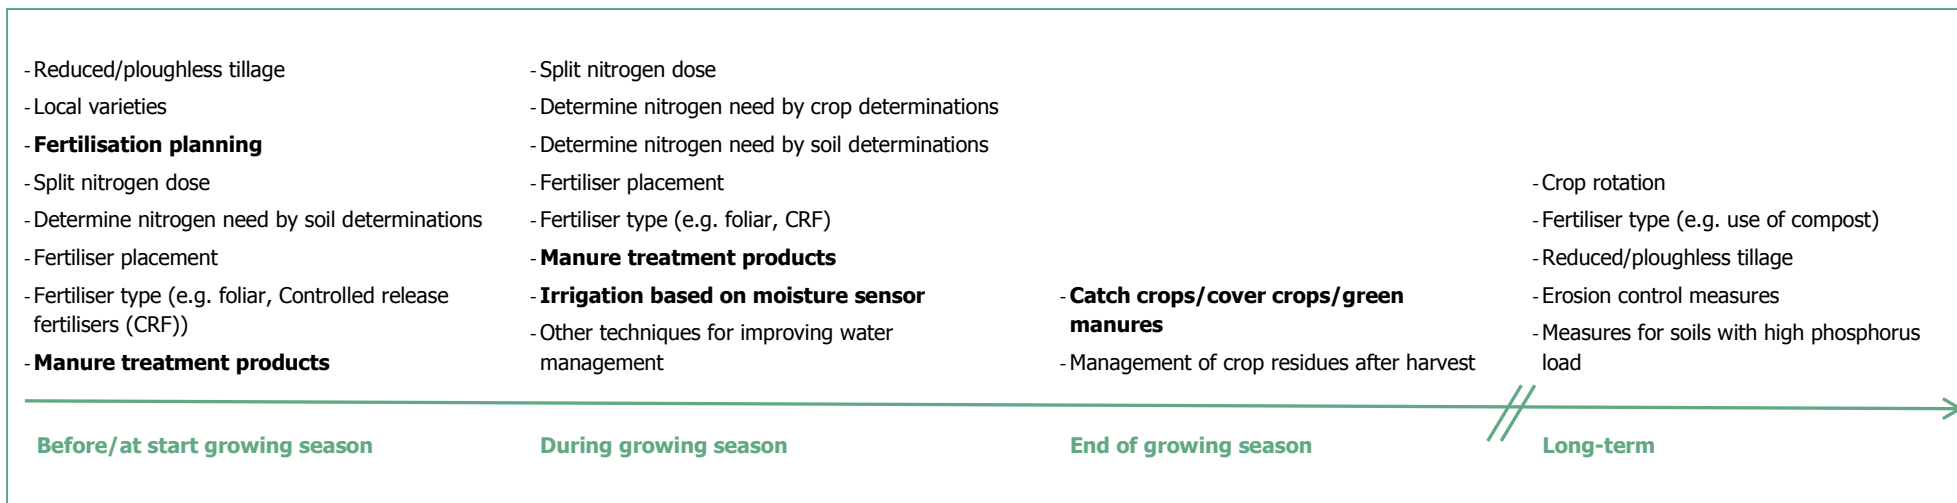 - Reduced/ploughless tillage
- Local varieties
- Fertilisation planning
- Split nitrogen dose
- Determine nitrogen need by soil determinations
- Fertiliser placement
- Fertiliser type (e.g. foliar, Controlled release
fertilisers (CRF))
- Manure treatment products
Before/at start growing season
- Split nitrogen dose
- Determine nitrogen need by crop determinations
- Determine nitrogen need by soil determinations
- Fertiliser placement
- Fertiliser type (e.g. foliar, CRF)
- Manure treatment products
- Irrigation based on moisture sensor
- Other techniques for improving water
management
During growing season
- Catch crops/cover crops/green
manures
- Management of crop residues after harvest
End of growing season
- Crop rotation
- Fertiliser type (e.g. use of compost)
- Reduced/ploughless tillage
- Erosion control measures
- Measures for soils with high phosphorus
load
Long-term